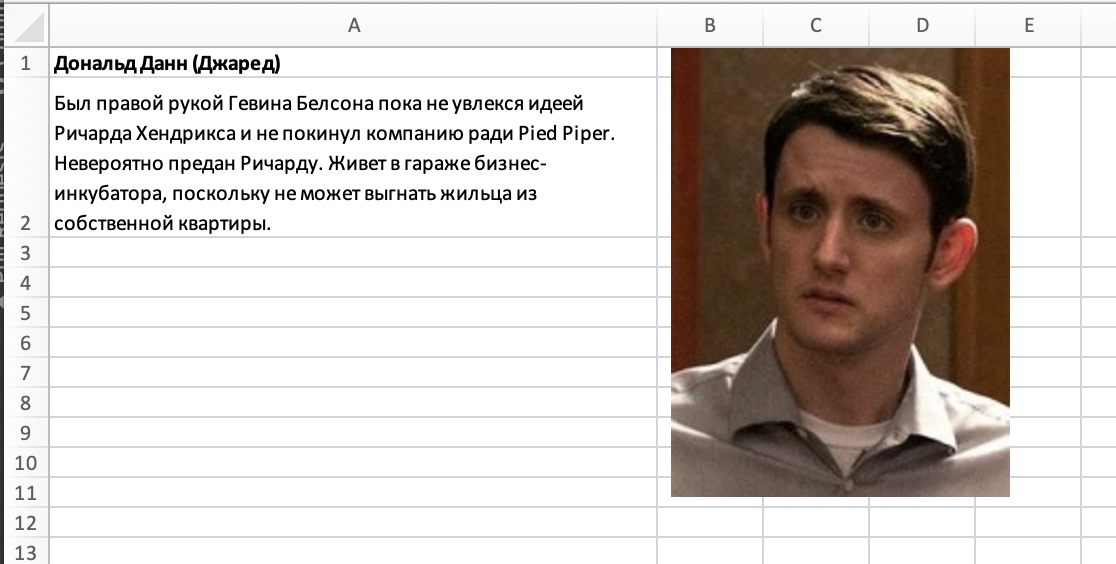 A B C D E
1 Дональд Данн (Джаред)
Был правой рукой Гевина Белсона пока не увлекся идеей
Ричарда Хендрикса и не покинул компанию ради Pied Piper.
Невероятно предан Ричарду. Живет в гараже бизнес-
инкубатора, поскольку не может выгнать жильца из
2 собственной квартиры.
3
4
5
6
7
8
9
10
11
12
13